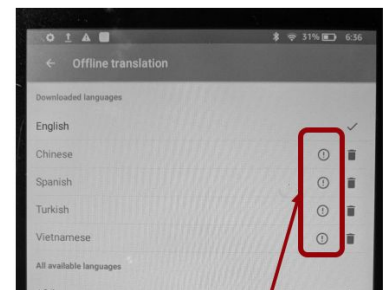 31% 6:36
Offline translation
Downloaded languages
English
Chinese
Spanish
Turkish
Vietnamese
All available languages